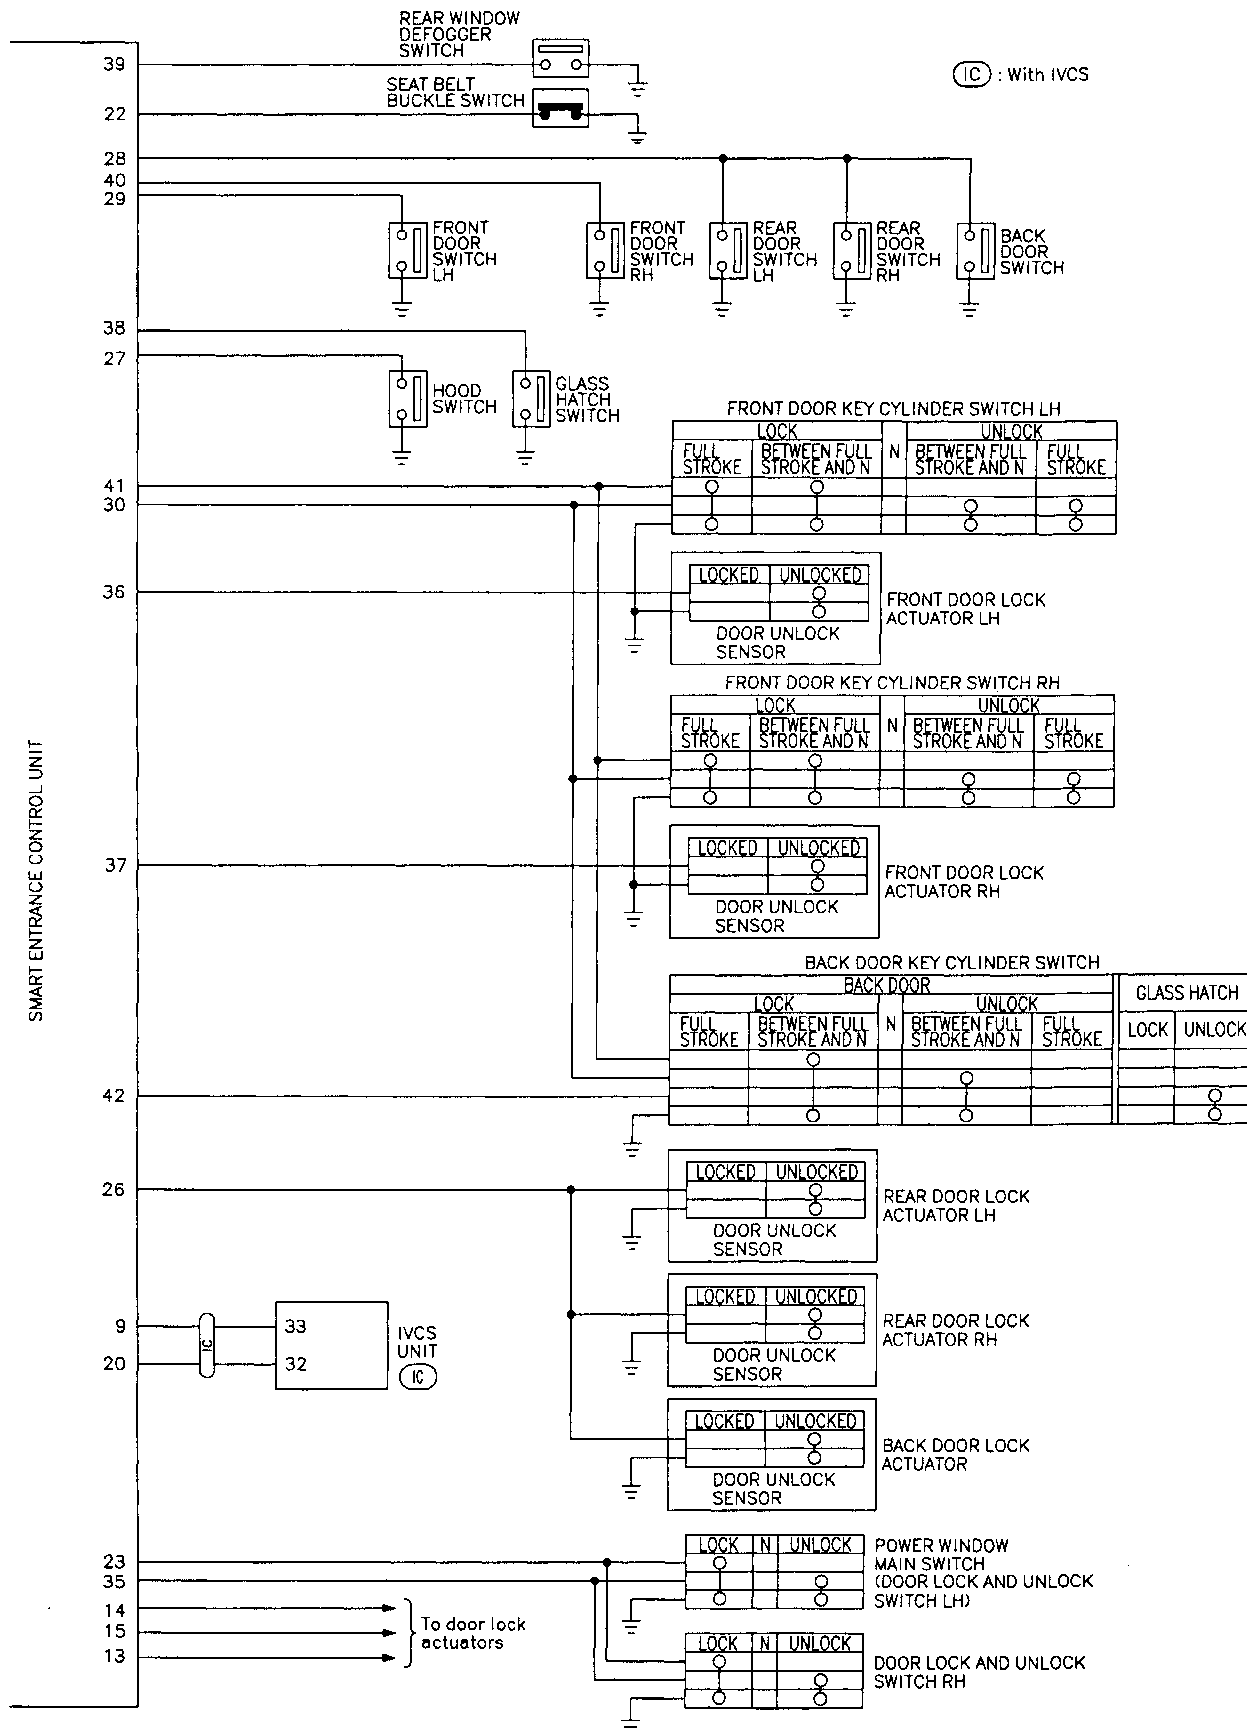 REAR WINDOW
DEFOGGER
SWITCH
39
IC : With IVCS
SEAT BELT
BUCKLE SWITCH
22
28
40
29
FRONT
DOOR
SWITCH
LH
FRONT
DOOR
SWITCH
RH
REAR
DOOR
SWITCH
LH
REAR
DOOR
SWITCH
RH
BACK
DOOR
SWITCH
38
27
HOOD
SWITCH
GLASS
HATCH
SWITCH
FRONT DOOR KEY CYLINDER SWITCH LH
LOCK N UNLOCK
FULL STROKE
BETWEEN FULL STROKE AND N
BETWEEN FULL STROKE AND N
FULL STROKE
41
30
36
LOCKED UNLOCKED
DOOR UNLOCK
SENSOR
FRONT DOOR LOCK
ACTUATOR LH
FRONT DOOR KEY CYLINDER SWITCH RH
LOCK N UNLOCK
FULL STROKE
BETWEEN FULL STROKE AND N
BETWEEN FULL STROKE AND N
FULL STROKE
SMART ENTRANCE CONTROL UNIT
37
LOCKED UNLOCKED
DOOR UNLOCK
SENSOR
FRONT DOOR LOCK
ACTUATOR RH
BACK DOOR KEY CYLINDER SWITCH
BACK DOOR
GLASS HATCH
LOCK N UNLOCK
FULL STROKE
BETWEEN FULL STROKE AND N
BETWEEN FULL STROKE AND N
FULL STROKE
LOCK UNLOCK
42
26
LOCKED UNLOCKED
DOOR UNLOCK
SENSOR
REAR DOOR LOCK
ACTUATOR LH
9
20
IC
33
32
IVCS
UNIT
IC
LOCKED UNLOCKED
DOOR UNLOCK
SENSOR
REAR DOOR LOCK
ACTUATOR RH
LOCKED UNLOCKED
DOOR UNLOCK
SENSOR
BACK DOOR LOCK
ACTUATOR
23
35
14
15
13
To door lock
actuators
LOCK N UNLOCK
POWER WINDOW
MAIN SWITCH
(DOOR LOCK AND UNLOCK
SWITCH LH)
LOCK N UNLOCK
DOOR LOCK AND UNLOCK
SWITCH RH